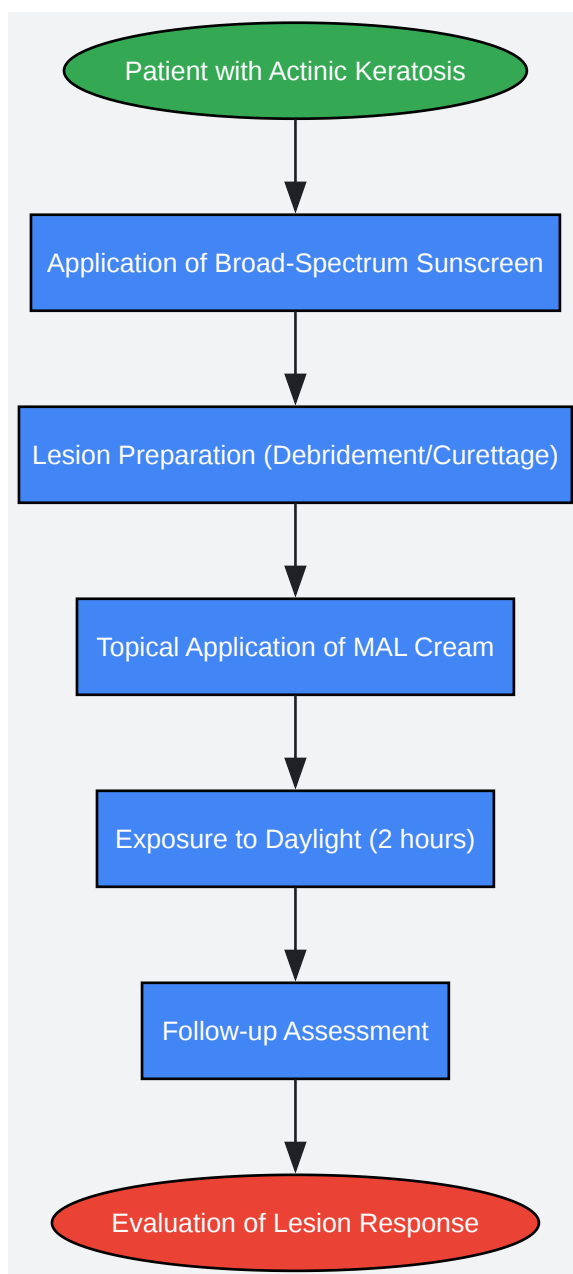 Patient with Actinic Keratosis
Application of Broad-Spectrum Sunscreen
Lesion Preparation (Debridement/Curettage)
Topical Application of MAL Cream
Exposure to Daylight (2 hours)
Follow-up Assessment
Evaluation of Lesion Response